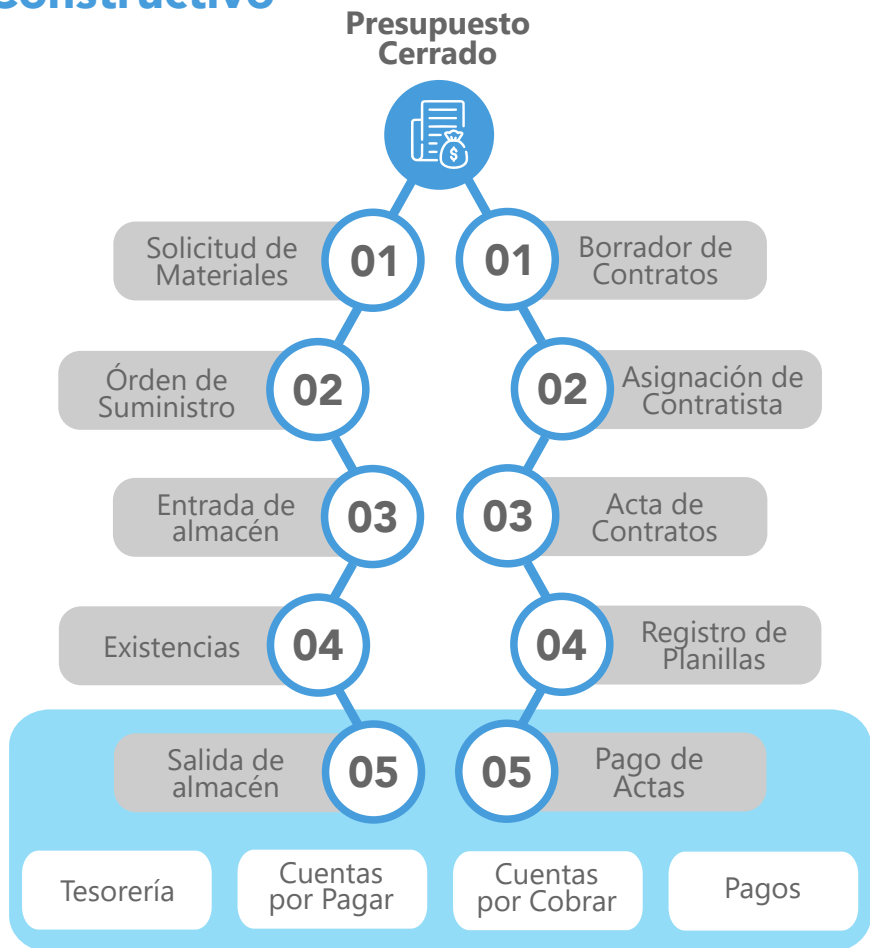 Constructivo
Presupuesto
Cerrado
$
Solicitud de
Materiales
01
01
Borrador de
Contratos
Órden de
Suministro
02
02
Asignación de
Contratista
Entrada de
almacén
03
03
Acta de
Contratos
Existencias
04
04
Registro de
Planillas
Salida de
almacén
05
05
Pago de
Actas
Tesorería
Cuentas
por Pagar
Cuentas
por Cobrar
Pagos